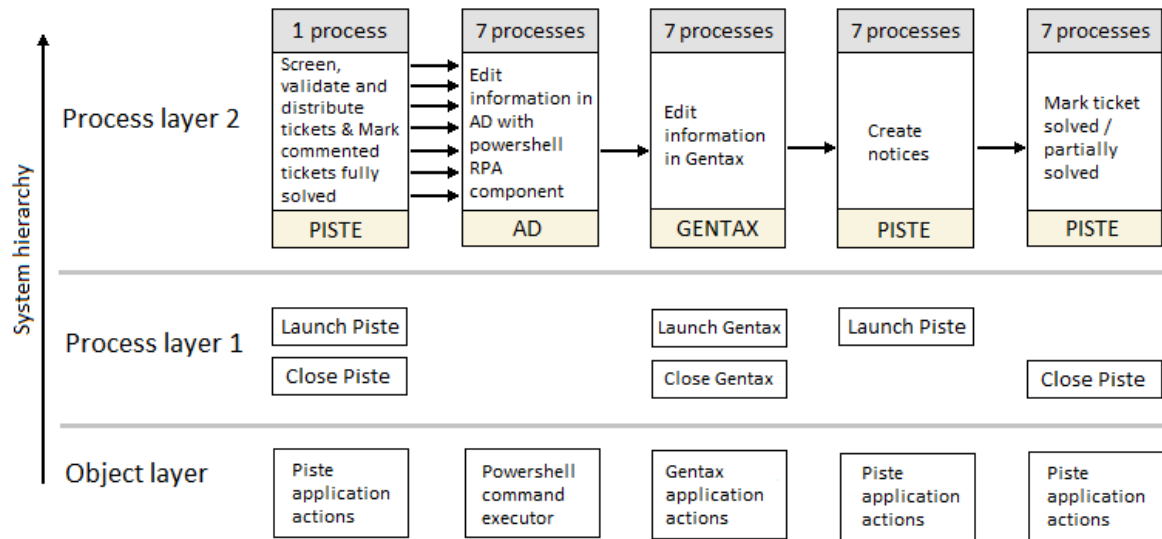 System hierarchy
Process layer 2
1 process
Screen,
validate and
distribute
tickets & Mark
commented
tickets fully
solved
PISTE
7 processes
Edit
information in
AD with
powershell
RPA
component
AD
7 processes
Edit
information
in Gentax
GENTAX
7 processes
Create
notices
PISTE
7 processes
Mark ticket
solved /
partially
solved
PISTE
Process layer 1
Launch Piste
Close Piste
Launch Gentax
Close Gentax
Launch Piste
Close Piste
Object layer
Piste
application
actions
Powershell
command
executor
Gentax
application
actions
Piste
application
actions
Piste
application
actions